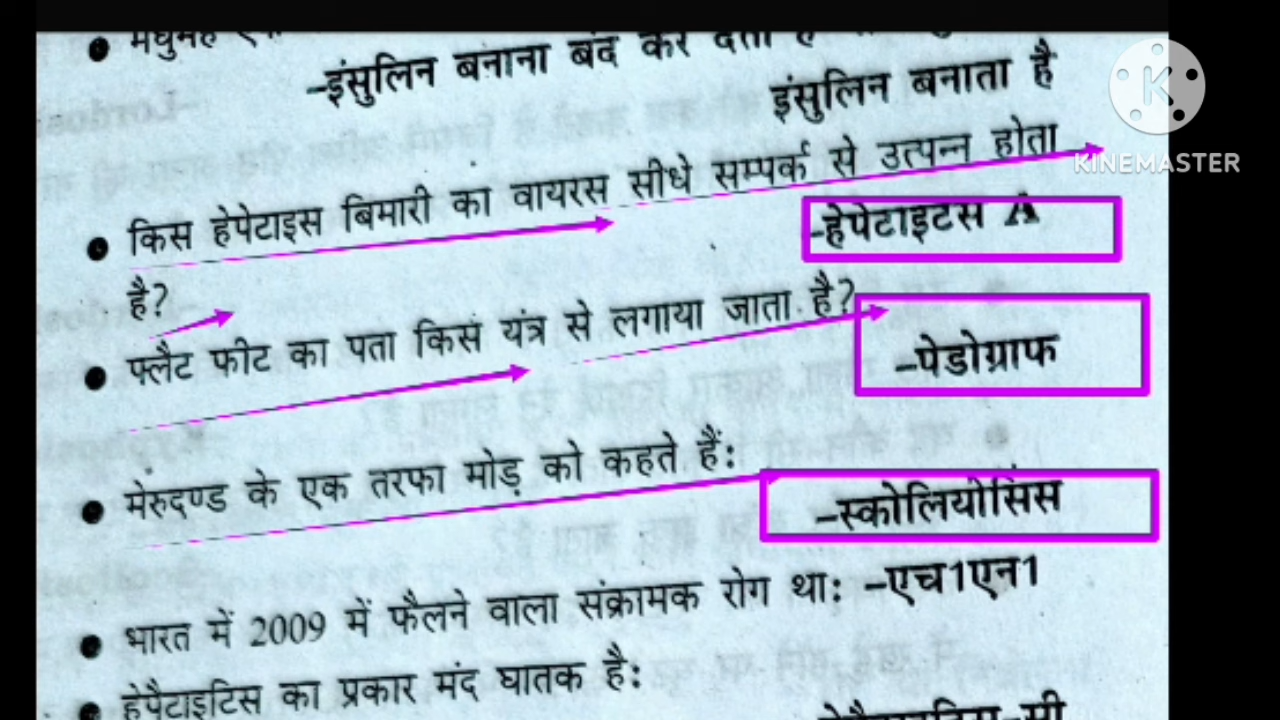 मधुमेह
-इंसुलिन बनाना बंद कर देता है
इंसुलिन बनाता है
K
KINEMASTER
किस हेपेटाइस बिमारी का वायरस सीधे सम्पर्क से उत्पन्न होता
है?
-हेपेटाइटस A
फ्लैट फीट का पता किस यंत्र से लगाया जाता है?
-पेडोग्राफ
मेरुदण्ड के एक तरफा मोड़ को कहते हैं:
-स्कोलियोसिस
भारत में 2009 में फैलने वाला संक्रामक रोग था: -एच1एन1
हेपैटाइटिस का प्रकार मंद घातक है: